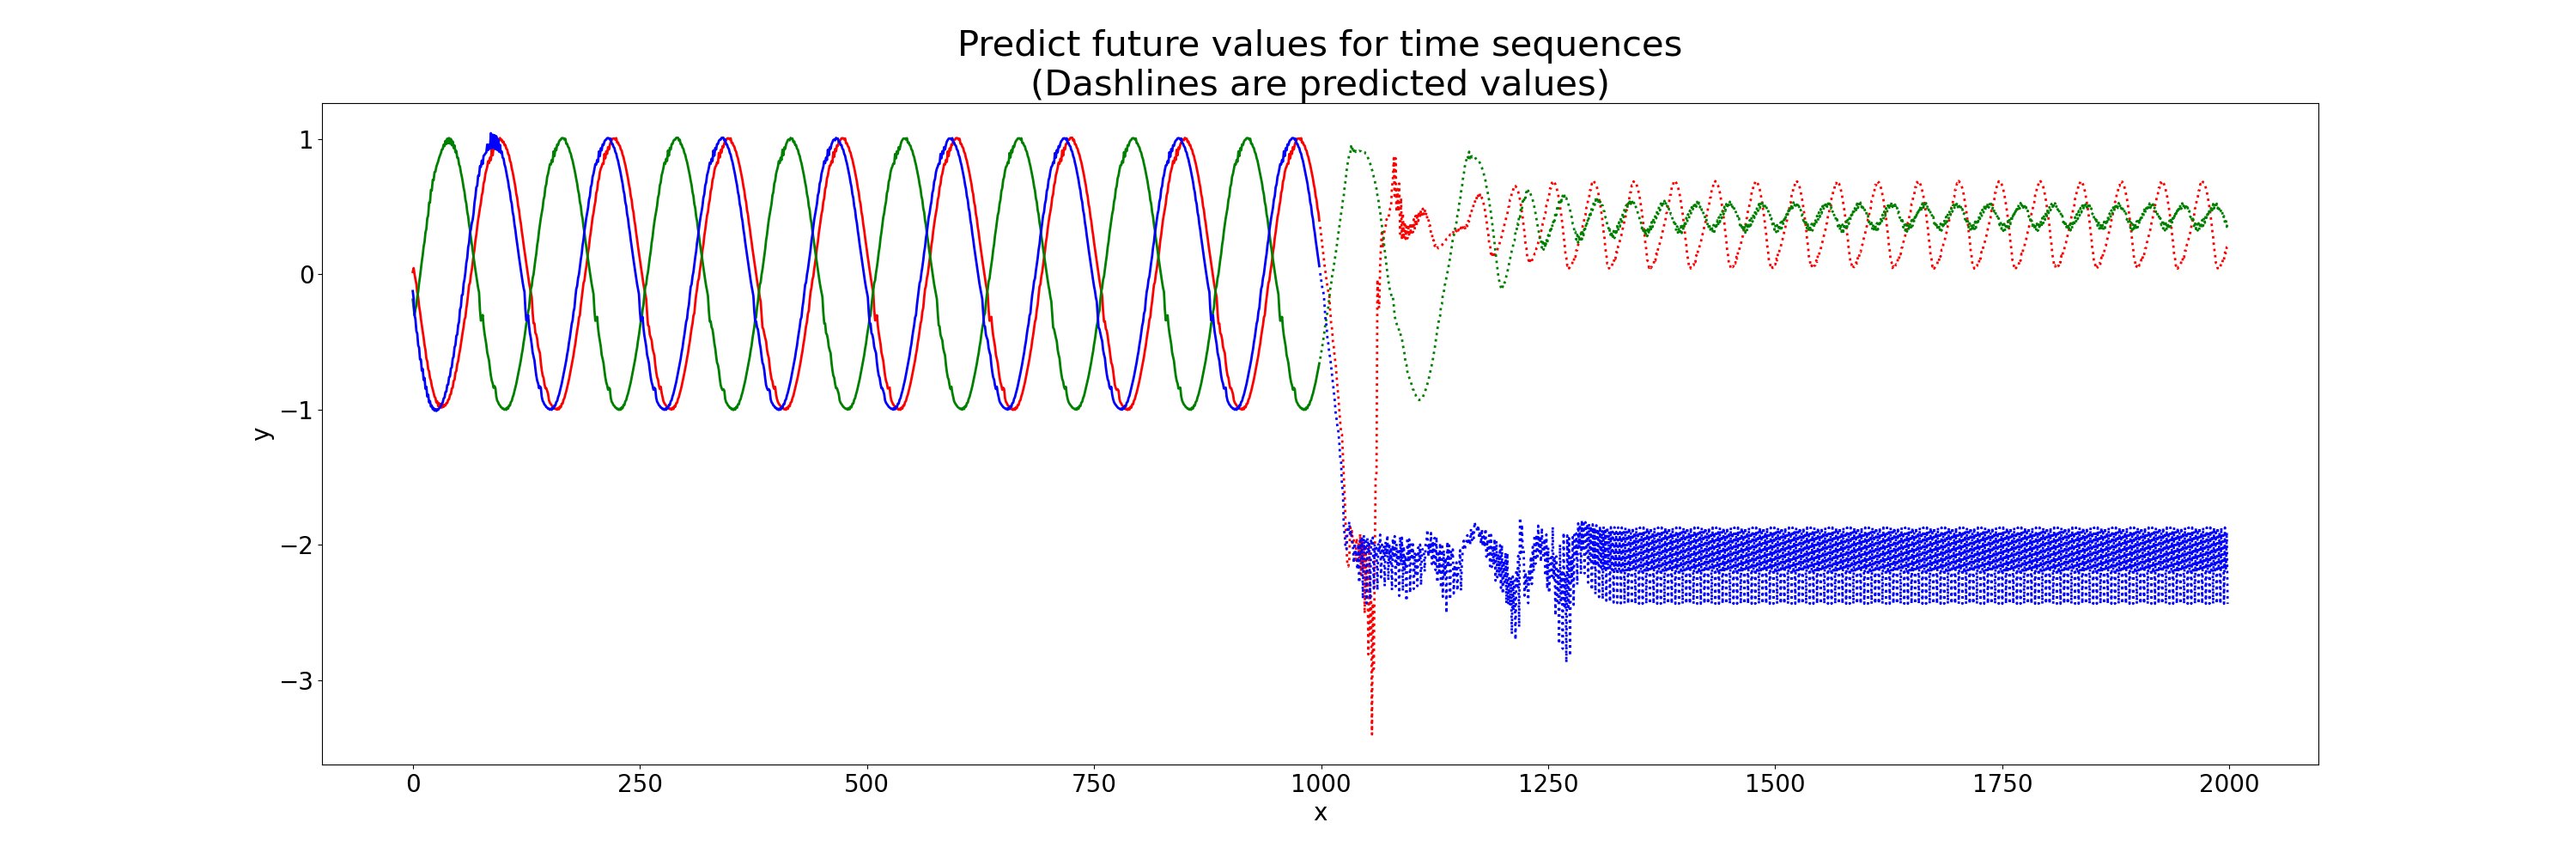 Predict future values for time sequences
(Dashlines are predicted values)
1
0
−1
−2
−3
y
0 250 500 750 1000 1250 1500 1750 2000
x